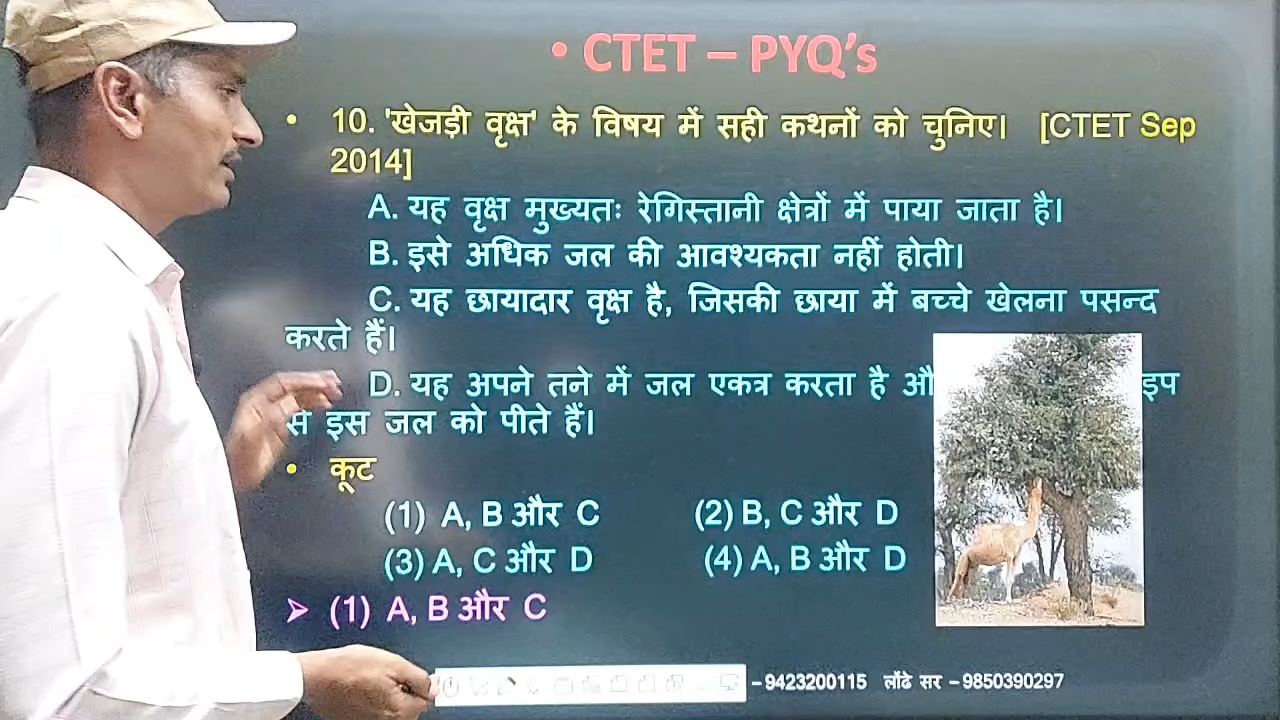 • CTET – PYQ’s
• 10. 'खेजड़ी वृक्ष' के विषय में सही कथनों को चुनिए। [CTET Sep
2014]
A. यह वृक्ष मुख्यतः रेगिस्तानी क्षेत्रों में पाया जाता है।
B. इसे अधिक जल की आवश्यकता नहीं होती।
C. यह छायादार वृक्ष है, जिसकी छाया में बच्चे खेलना पसन्द
करते हैं।
D. यह अपने तने में जल एकत्र करता है
से इस जल को पीते हैं।
• कूट
(1) A, B और C (2) B, C और D
(3) A, C और D (4) A, B और D
➢ (1) A, B और C
–9423200115 लोंढे सर –9850390297